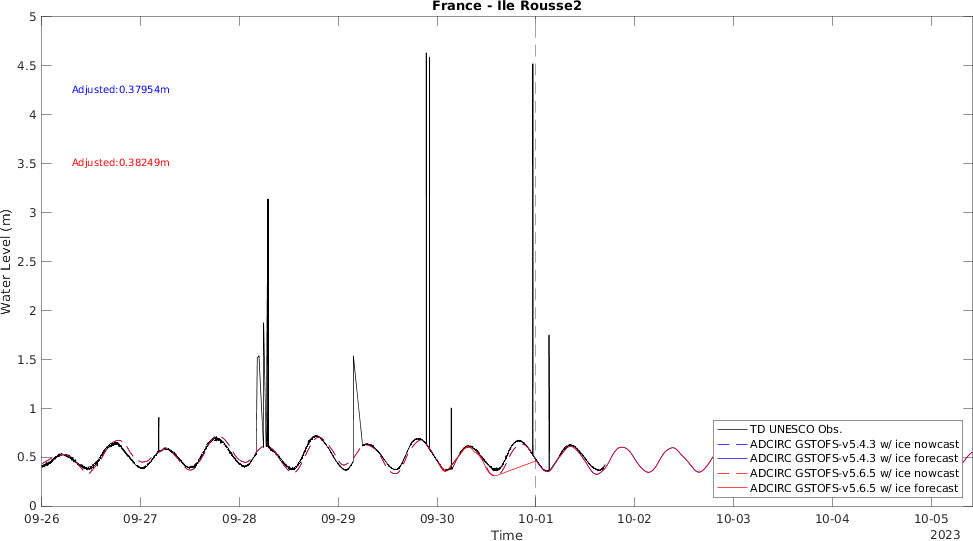 France - Ile Rousse2
5
4.5
4
3.5
3
2.5
2
1.5
1
0.5
0
Water Level (m)
Adjusted:0.37954m
Adjusted:0.38249m
TD UNESCO Obs.
ADCIRC GSTOFS-v5.4.3 w/ ice nowcast
ADCIRC GSTOFS-v5.4.3 w/ ice forecast
ADCIRC GSTOFS-v5.6.5 w/ ice nowcast
ADCIRC GSTOFS-v5.6.5 w/ ice forecast
09-26 09-27 09-28 09-29 09-30 10-01 10-02 10-03 10-04 10-05
Time
2023